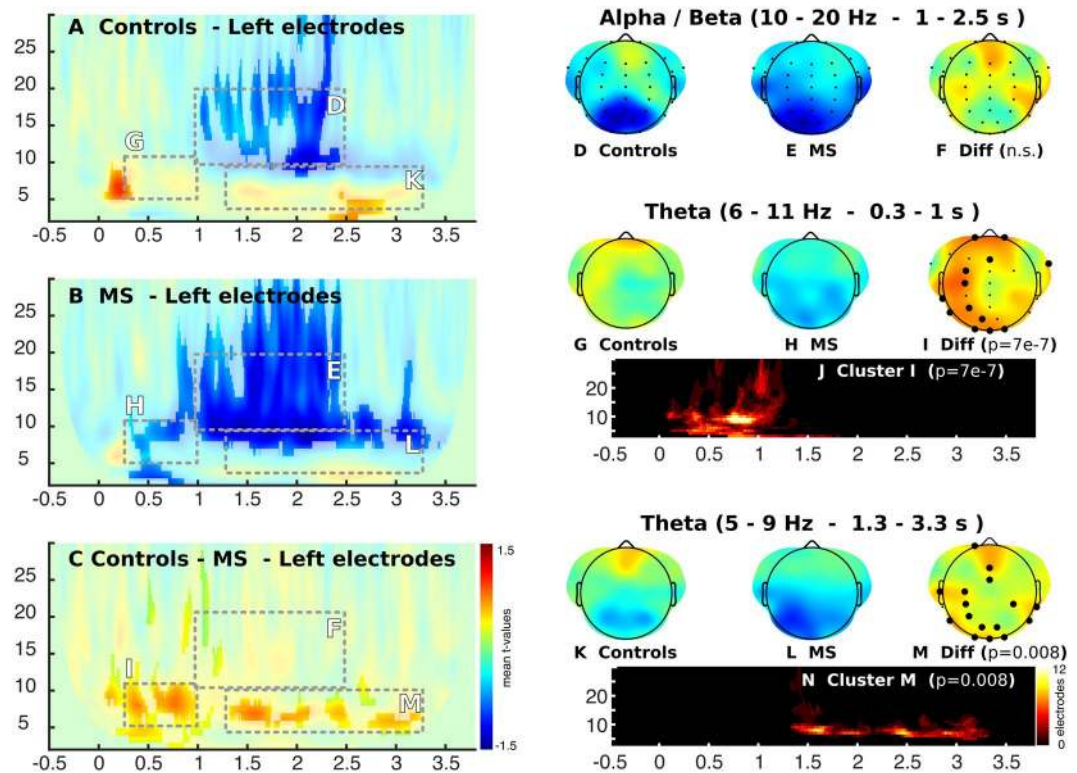 A Controls - Left electrodes
25
20
15
10
5
G
D
K
-0.5 0 0.5 1 1.5 2 2.5 3 3.5
B MS - Left electrodes
25
20
15
10
5
H
E
L
-0.5 0 0.5 1 1.5 2 2.5 3 3.5
C Controls - MS - Left electrodes
25
20
15
10
5
I
F
M
-0.5 0 0.5 1 1.5 2 2.5 3 3.5
1.5
mean t-values
-1.5
Alpha / Beta (10 - 20 Hz - 1 - 2.5 s )
D Controls E MS F Diff (n.s.)
Theta (6 - 11 Hz - 0.3 - 1 s )
G Controls H MS I Diff (p=7e-7)
J Cluster I (p=7e-7)
20
10
-0.5 0 0.5 1 1.5 2 2.5 3 3.5
Theta (5 - 9 Hz - 1.3 - 3.3 s )
K Controls L MS M Diff (p=0.008)
N Cluster M (p=0.008)
20
10
-0.5 0 0.5 1 1.5 2 2.5 3 3.5
12
electrodes
0